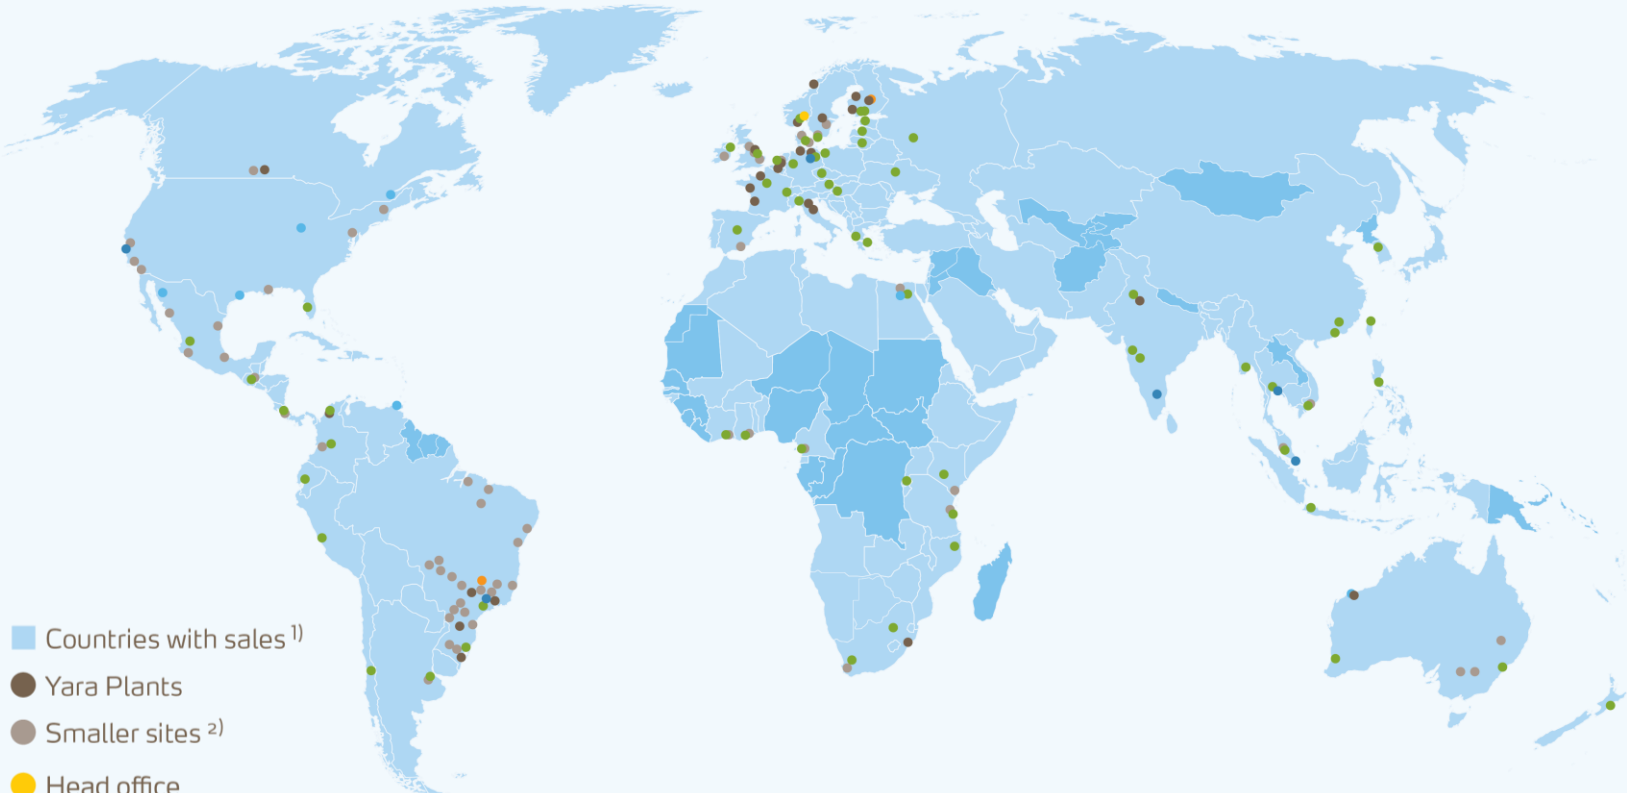 Countries with sales ¹⁾
Yara Plants
Smaller sites ²⁾
Head office